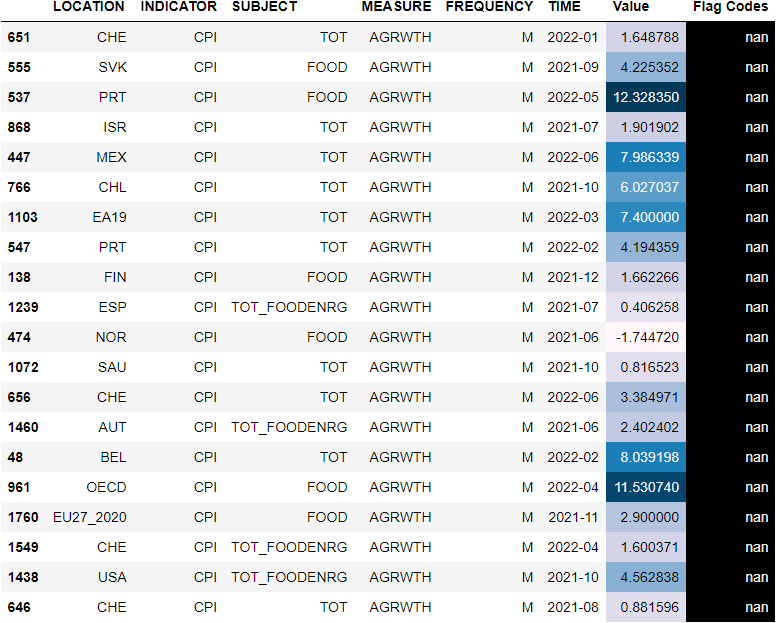 LOCATION INDICATOR SUBJECT MEASURE FREQUENCY TIME Value Flag Codes
651 CHE CPI TOT AGRWTH M 2022-01 1.648788 nan
555 SVK CPI FOOD AGRWTH M 2021-09 4.225352 nan
537 PRT CPI FOOD AGRWTH M 2022-05 12.328350 nan
868 ISR CPI TOT AGRWTH M 2021-07 1.901902 nan
447 MEX CPI TOT AGRWTH M 2022-06 7.986339 nan
766 CHL CPI TOT AGRWTH M 2021-10 6.027037 nan
1103 EA19 CPI TOT AGRWTH M 2022-03 7.400000 nan
547 PRT CPI TOT AGRWTH M 2022-02 4.194359 nan
138 FIN CPI FOOD AGRWTH M 2021-12 1.662266 nan
1239 ESP CPI TOT_FOODENRG AGRWTH M 2021-07 0.406258 nan
474 NOR CPI FOOD AGRWTH M 2021-06 -1.744720 nan
1072 SAU CPI TOT AGRWTH M 2021-10 0.816523 nan
656 CHE CPI TOT AGRWTH M 2022-06 3.384971 nan
1460 AUT CPI TOT_FOODENRG AGRWTH M 2021-06 2.402402 nan
48 BEL CPI TOT AGRWTH M 2022-02 8.039198 nan
961 OECD CPI FOOD AGRWTH M 2022-04 11.530740 nan
1760 EU27_2020 CPI FOOD AGRWTH M 2021-11 2.900000 nan
1549 CHE CPI TOT_FOODENRG AGRWTH M 2022-04 1.600371 nan
1438 USA CPI TOT_FOODENRG AGRWTH M 2021-10 4.562838 nan
646 CHE CPI TOT AGRWTH M 2021-08 0.881596 nan